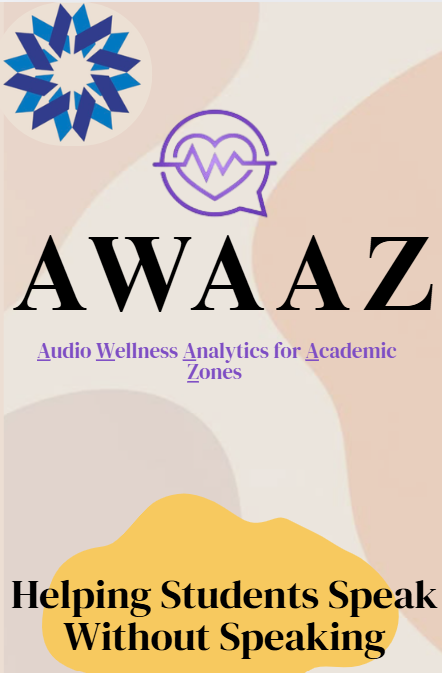 AWAAZ
Audio Wellness Analytics for Academic
Zones
Helping Students Speak
Without Speaking